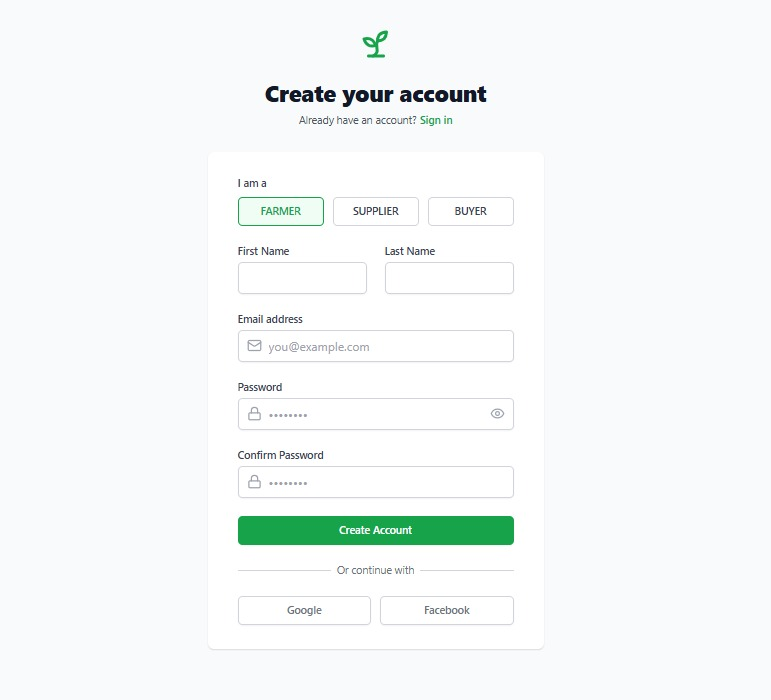 Create your account
Already have an account? Sign in
I am a
FARMER SUPPLIER BUYER
First Name Last Name
Email address
you@example.com
Password
••••••••
Confirm Password
••••••••
Create Account
Or continue with
Google Facebook